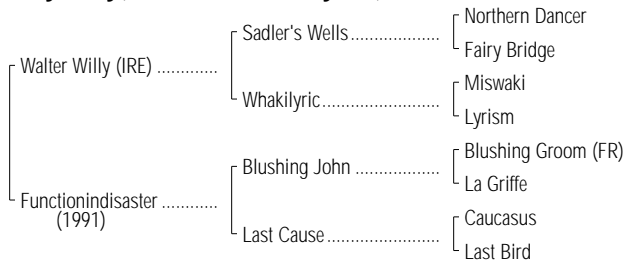 Northern Dancer
Sadler's Wells
Fairy Bridge
Walter Willy (IRE)
Miswaki
Whakilyric
Lyrism
Blushing Groom (FR)
Blushing John
La Griffe
Functionindisaster
(1991)
Caucasus
Last Cause
Last Bird